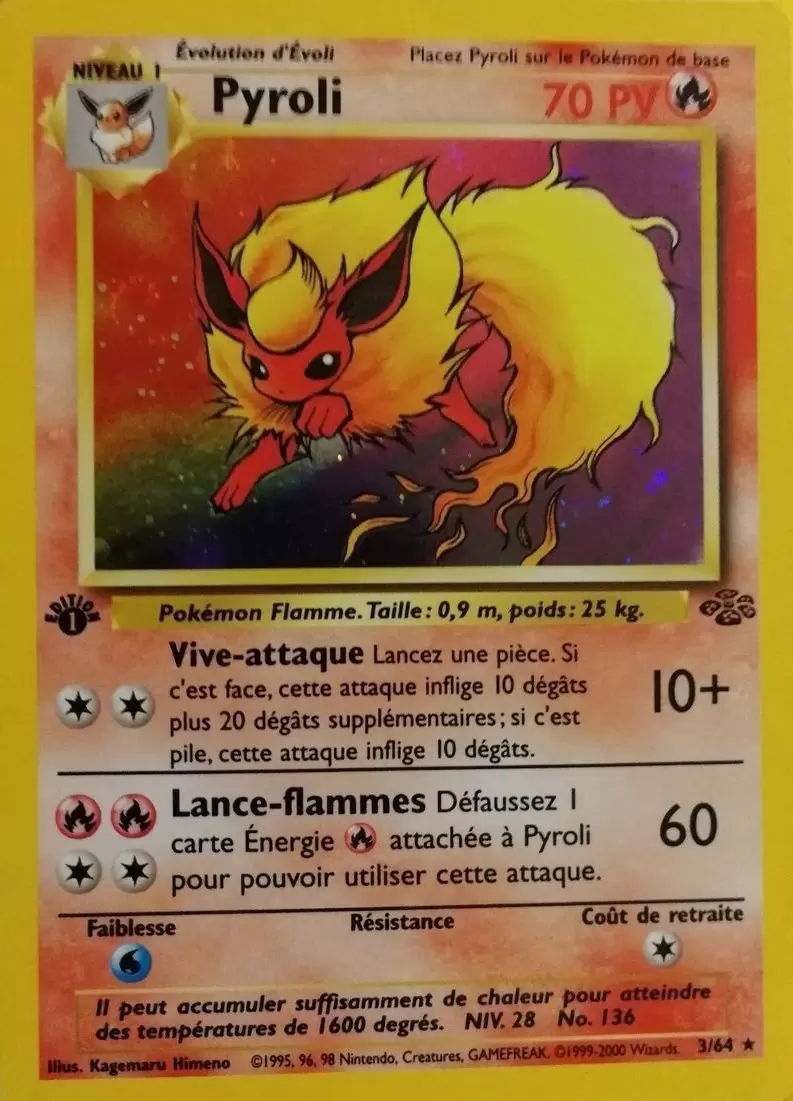 Évolution d'Évoli
Placez Pyroli sur le Pokémon de base
NIVEAU 1
Pyroli
70 PV
EDITION
1
Pokémon Flamme. Taille: 0,9 m, poids: 25 kg.
Vive-attaque Lancez une pièce. Si
c'est face, cette attaque inflige 10 dégâts
plus 20 dégâts supplémentaires; si c'est
pile, cette attaque inflige 10 dégâts.
10+
Lance-flammes Défaussez 1
carte Énergie attachée à Pyroli
pour pouvoir utiliser cette attaque.
60
Faiblesse
Résistance
Coût de retraite
Il peut accumuler suffisamment de chaleur pour atteindre
des températures de 1600 degrés. NIV. 28 No. 136
Illus. Kagemaru Himeno ©1995, 96, 98 Nintendo, Creatures, GAMEFREAK. ©1999-2000 Wizards. 3/64 ★